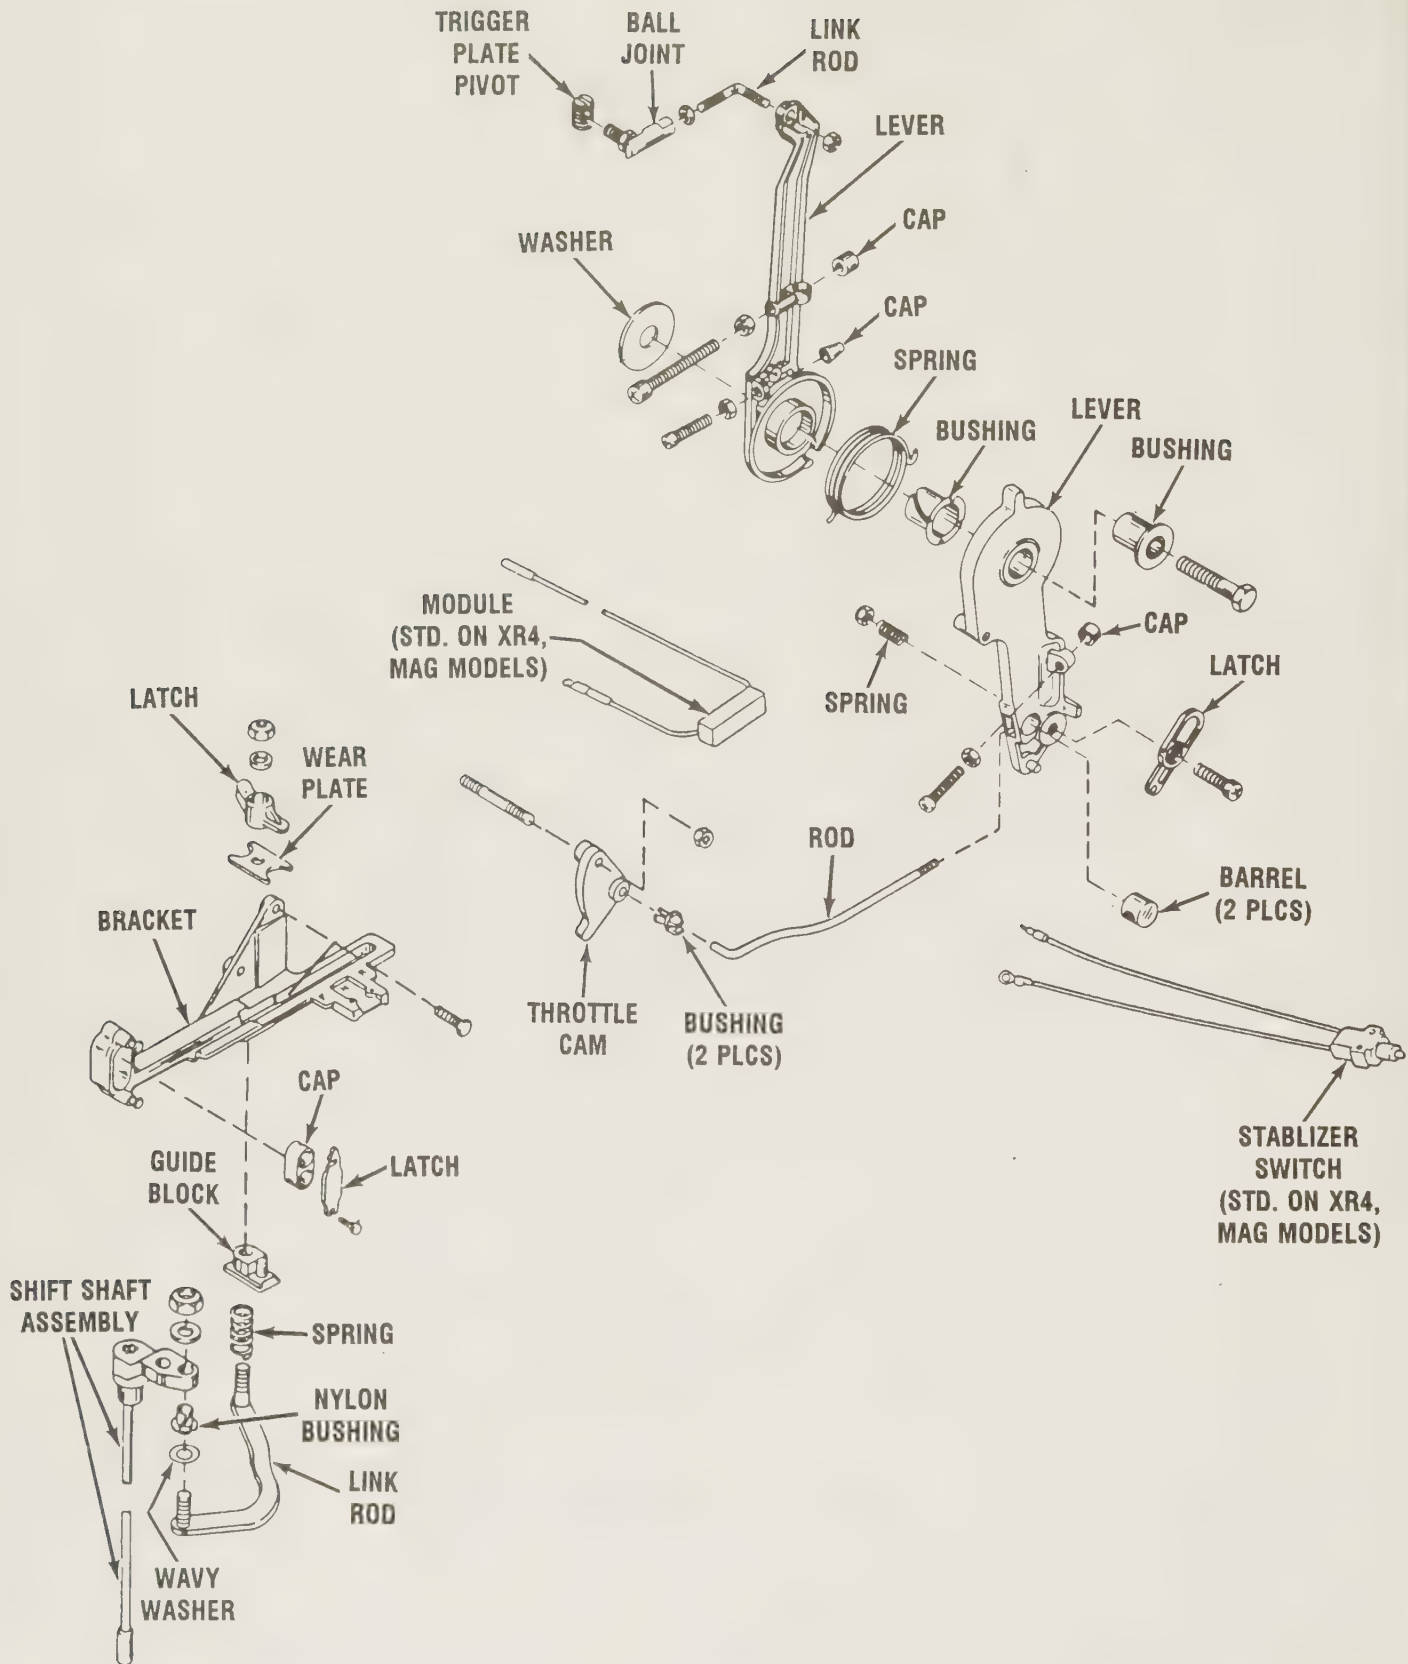 TRIGGER
PLATE
PIVOT
BALL
JOINT
LINK
ROD
LEVER
CAP
WASHER
CAP
SPRING
LEVER
BUSHING
BUSHING
MODULE
(STD. ON XR4,
MAG MODELS)
CAP
SPRING
LATCH
LATCH
WEAR
PLATE
ROD
BARREL
(2 PLCS)
BRACKET
THROTTLE
CAM
BUSHING
(2 PLCS)
CAP
STABLIZER
SWITCH
(STD. ON XR4,
MAG MODELS)
GUIDE
BLOCK
LATCH
SHIFT SHAFT
ASSEMBLY
SPRING
NYLON
BUSHING
LINK
ROD
WAVY
WASHER